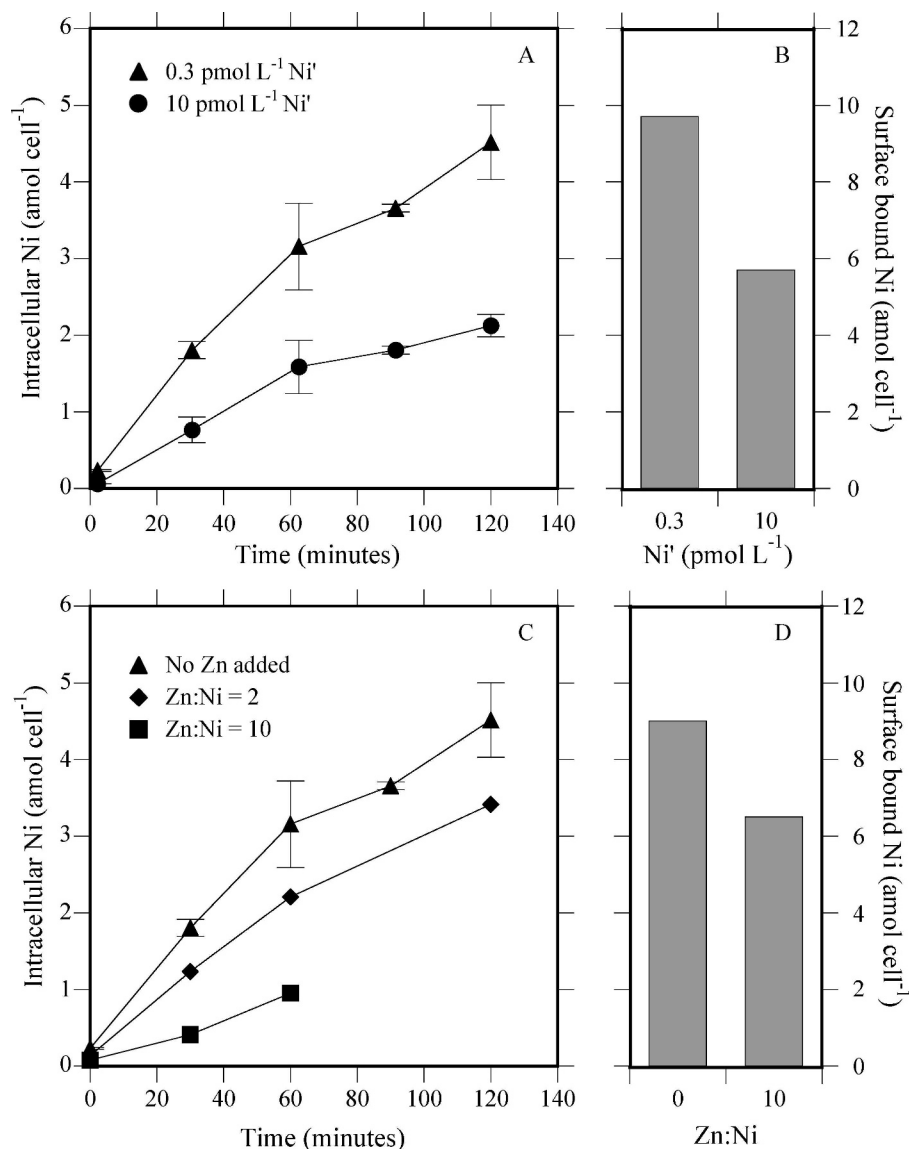 6
5
4
3
2
1
0
Intracellular Ni (amol cell⁻¹)
A
0.3 pmol L⁻¹ Ni'
10 pmol L⁻¹ Ni'
0 20 40 60 80 100 120 140
Time (minutes)
B
12
10
8
6
4
2
0
Surface bound Ni (amol cell⁻¹)
0.3 10
Ni' (pmol L⁻¹)
6
5
4
3
2
1
0
Intracellular Ni (amol cell⁻¹)
C
No Zn added
Zn:Ni = 2
Zn:Ni = 10
0 20 40 60 80 100 120 140
Time (minutes)
D
12
10
8
6
4
2
0
Surface bound Ni (amol cell⁻¹)
0 10
Zn:Ni